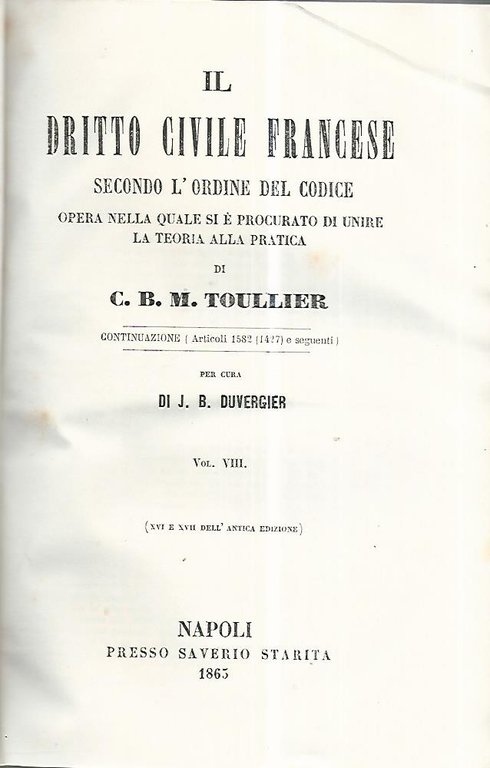 IL
DRITTO CIVILE FRANCESE
SECONDO L'ORDINE DEL CODICE
OPERA NELLA QUALE SI È PROCURATO DI UNIRE
LA TEORIA ALLA PRATICA
DI
C. B. M. TOULLIER
CONTINUAZIONE ( Articoli 1582 (1427) e seguenti )
PER CURA
DI J. B. DUVERGIER
VOL. VIII.
(XVI E XVII DELL' ANTICA EDIZIONE)
NAPOLI
PRESSO SAVERIO STARITA
1863